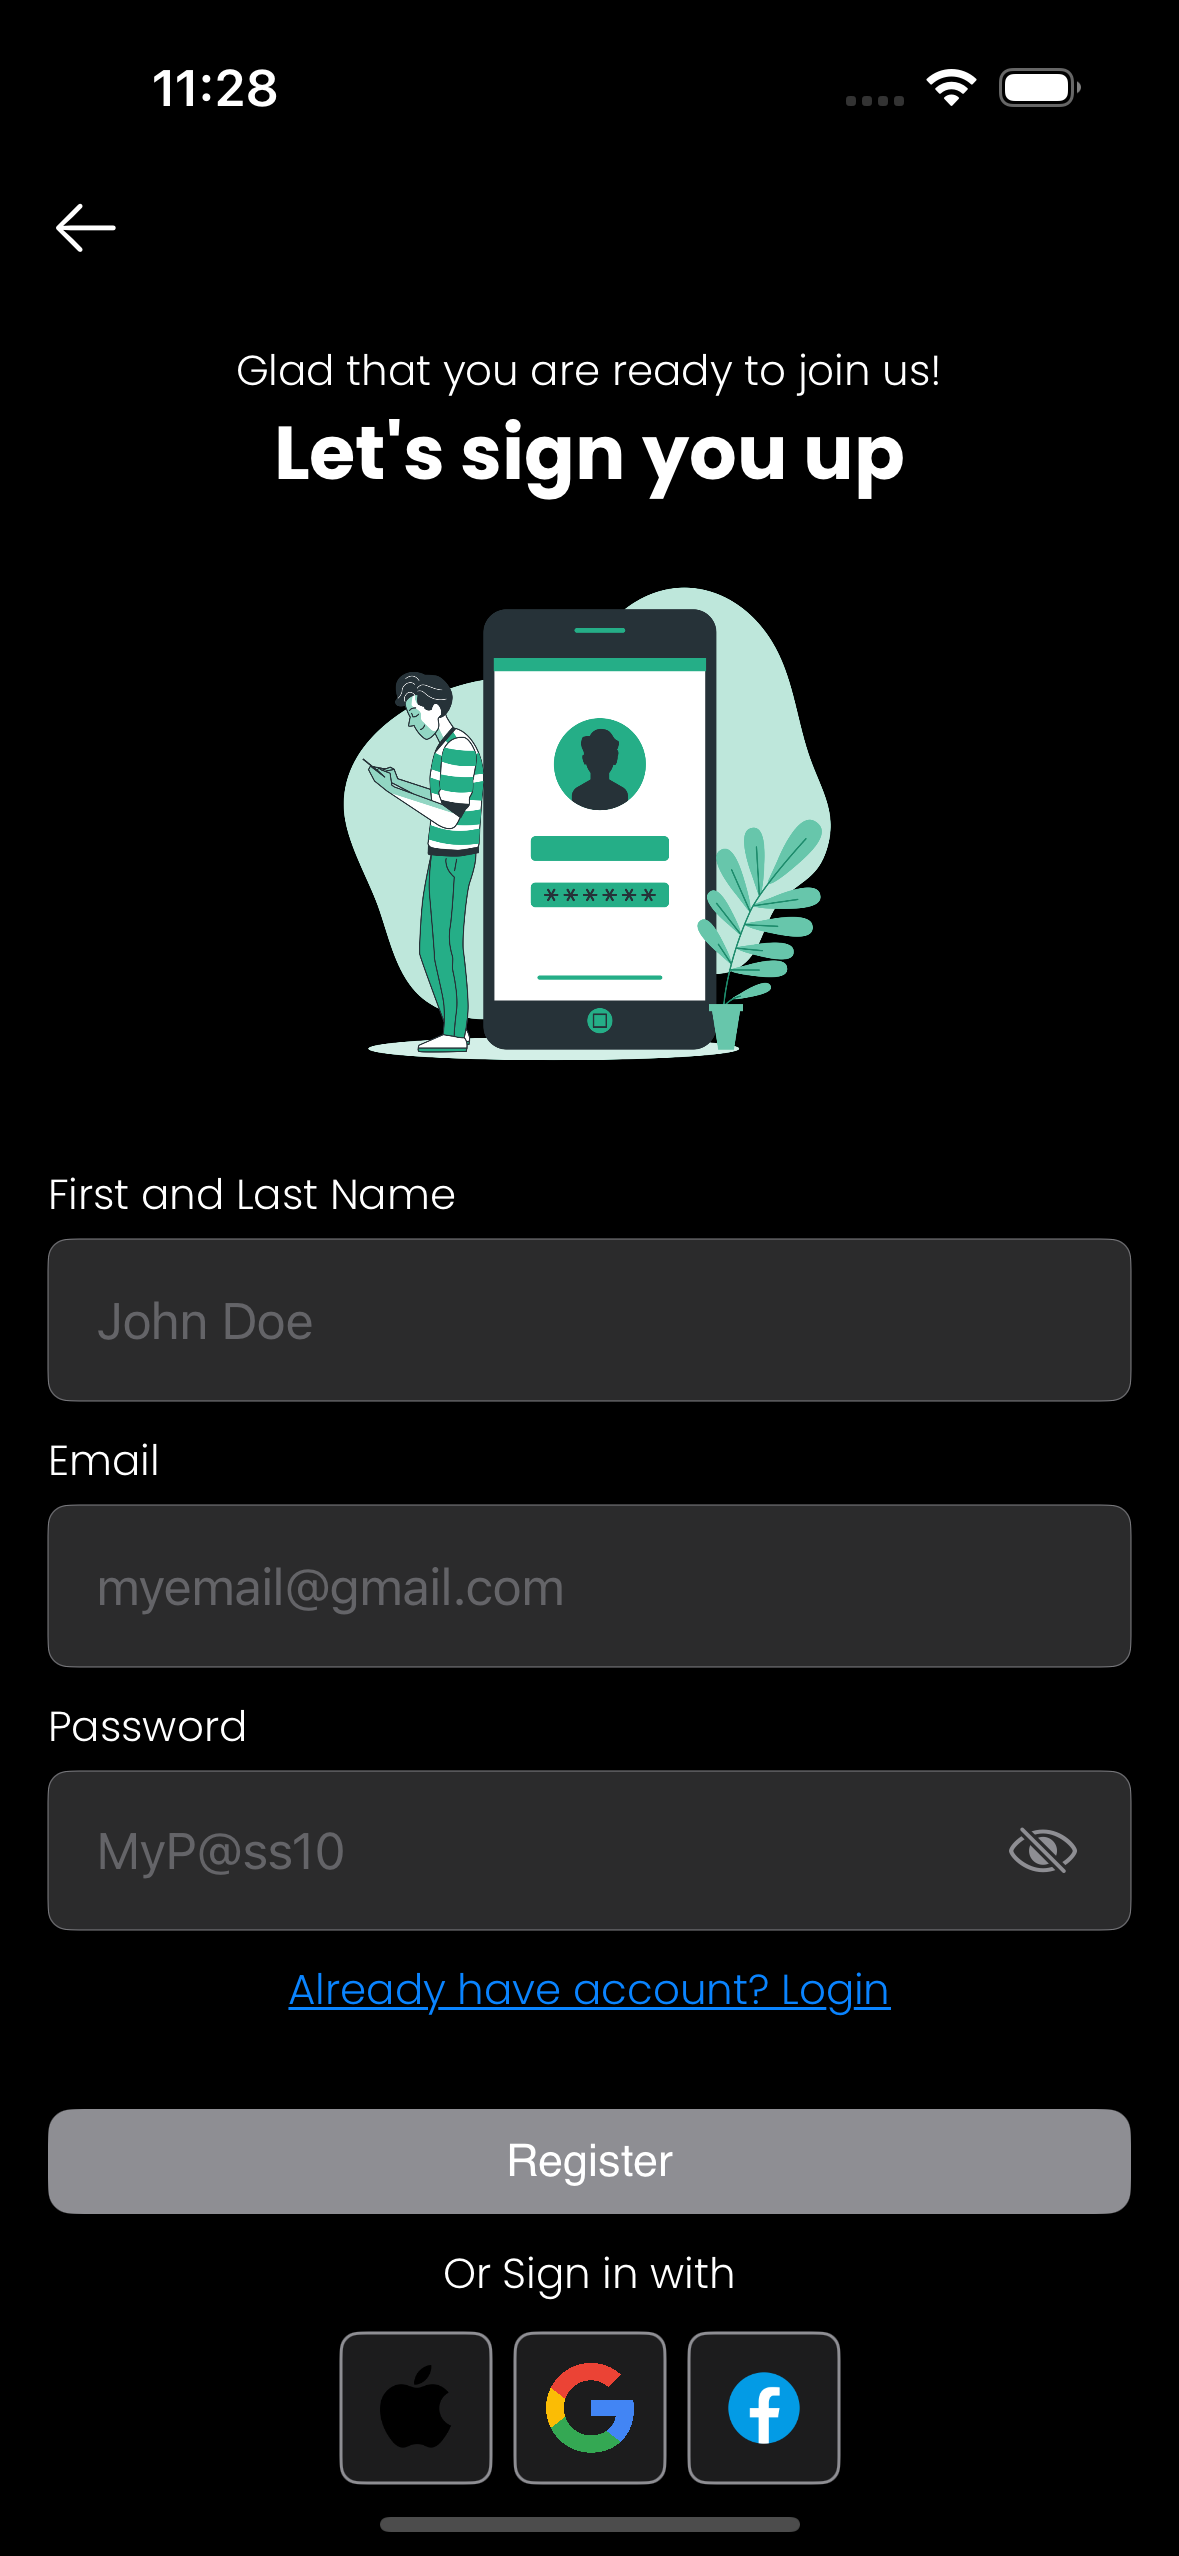 11:28
Glad that you are ready to join us!
Let's sign you up
******
First and Last Name
John Doe
Email
myemail@gmail.com
Password
MyP@ss10
Already have account? Login
Register
Or Sign in with